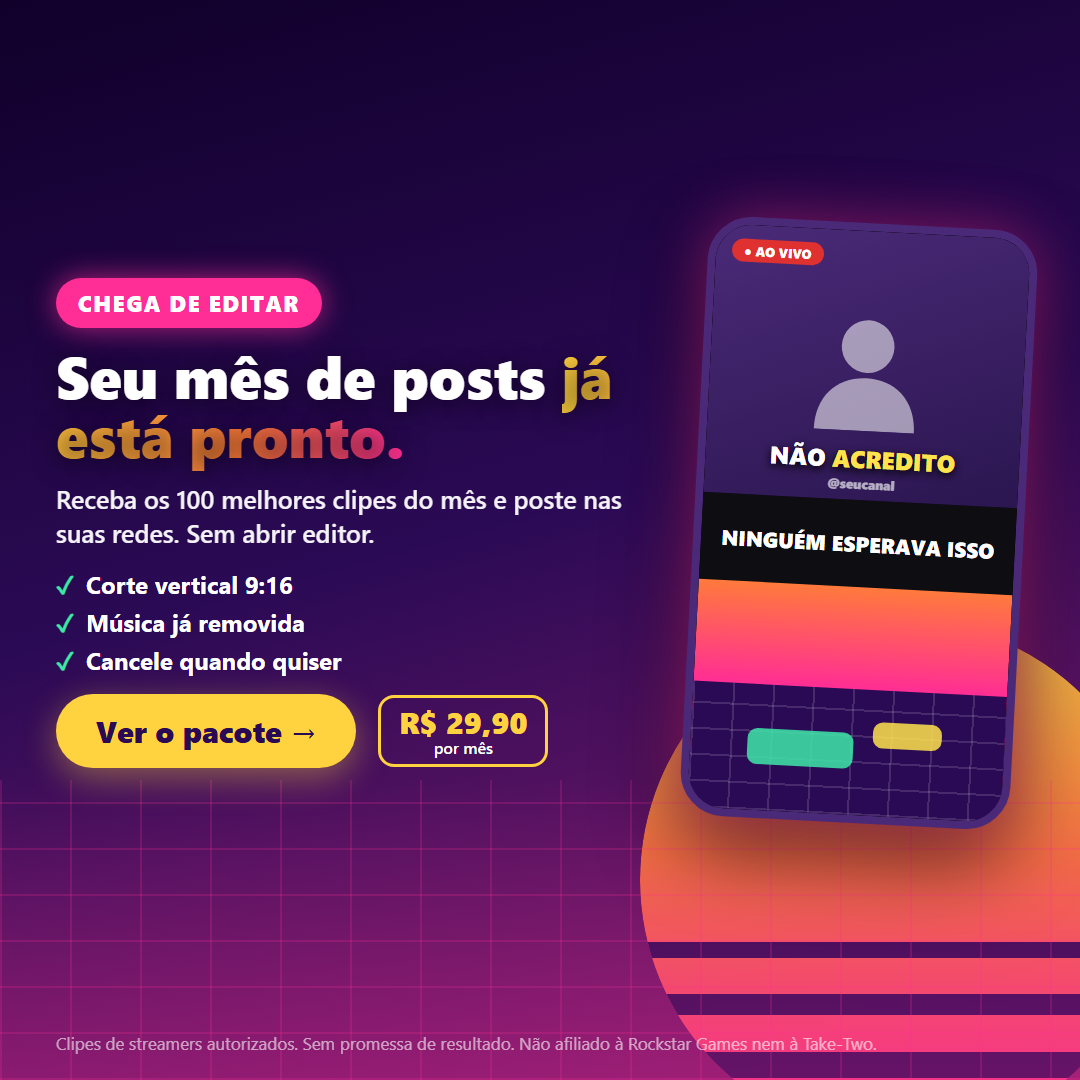 CHEGA DE EDITAR
Seu mês de posts já
está pronto.
Receba os 100 melhores clipes do mês e poste nas
suas redes. Sem abrir editor.
✓ Corte vertical 9:16
✓ Música já removida
✓ Cancele quando quiser
Ver o pacote →
R$ 29,90
por mês
• AO VIVO
NÃO ACREDITO
@seucanal
NINGUÉM ESPERAVA ISSO
Clipes de streamers autorizados. Sem promessa de resultado. Não afiliado à Rockstar Games nem à Take-Two.